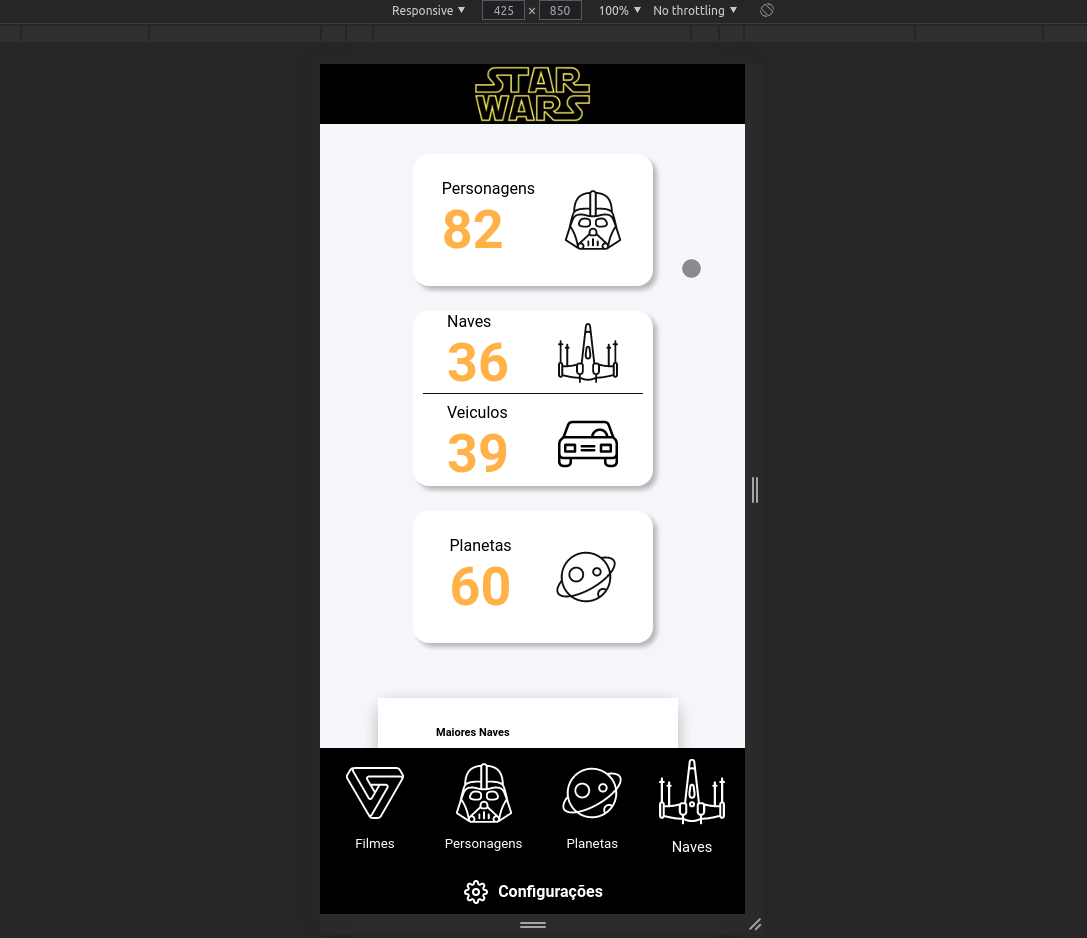 Responsive 425 × 850 100% No throttling
STAR
WARS
Personagens
82
Naves
36
Veiculos
39
Planetas
60
Maiores Naves
Filmes Personagens Planetas Naves
Configurações